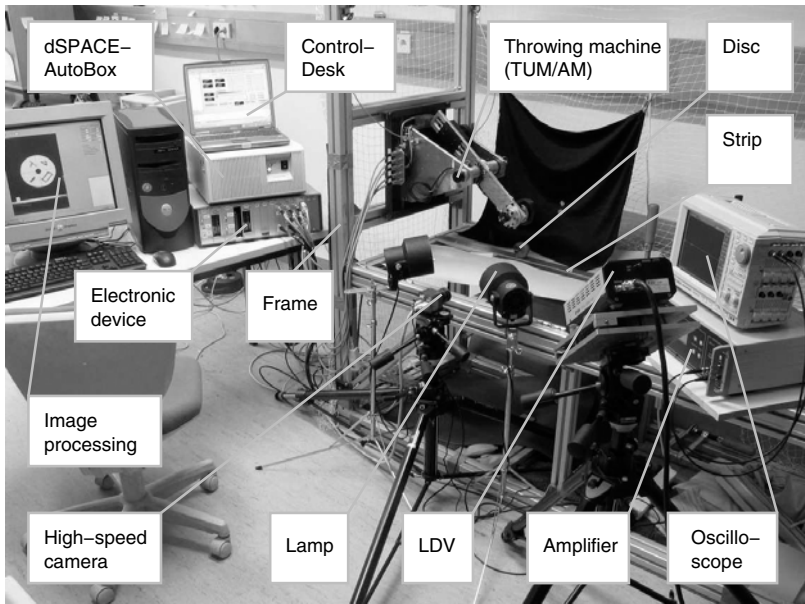 dSPACE–
AutoBox
Control–
Desk
Throwing machine
(TUM/AM)
Disc
Strip
Electronic
device
Frame
Image
processing
High–speed
camera
Lamp
LDV
Amplifier
Oscillo–
scope